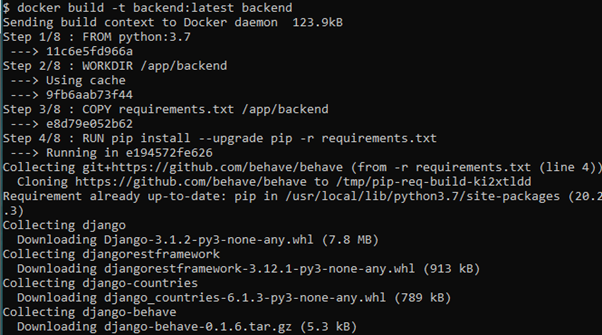 $ docker build -t backend:latest backend
Sending build context to Docker daemon  123.9kB
Step 1/8 : FROM python:3.7
 ---> 11c6e5fd966a
Step 2/8 : WORKDIR /app/backend
 ---> Using cache
 ---> 9fb6aab73f44
Step 3/8 : COPY requirements.txt /app/backend
 ---> e8d79e052b62
Step 4/8 : RUN pip install --upgrade pip -r requirements.txt
 ---> Running in e194572fe626
Collecting git+https://github.com/behave/behave (from -r requirements.txt (line 4))
  Cloning https://github.com/behave/behave to /tmp/pip-req-build-ki2xtldd
Requirement already up-to-date: pip in /usr/local/lib/python3.7/site-packages (20.2
.3)
Collecting django
  Downloading Django-3.1.2-py3-none-any.whl (7.8 MB)
Collecting djangorestframework
  Downloading djangorestframework-3.12.1-py3-none-any.whl (913 kB)
Collecting django-countries
  Downloading django_countries-6.1.3-py3-none-any.whl (789 kB)
Collecting django-behave
  Downloading django-behave-0.1.6.tar.gz (5.3 kB)